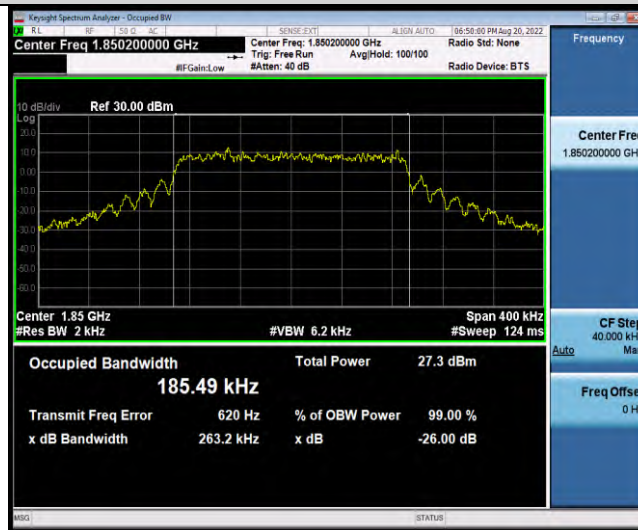 Keysight Spectrum Analyzer - Occupied BW
RL RF 50 Ω AC SENSE:EXT ALIGN AUTO 06:50:00 PM Aug 20, 2022
Center Freq 1.850200000 GHz
Center Freq: 1.850200000 GHz
Radio Std: None
Trig: Free Run Avg|Hold: 100/100
#IFGain:Low
#Atten: 40 dB
Radio Device: BTS
10 dB/div Ref 30.00 dBm
Log
20.0
10.0
0.00
-10.0
-20.0
-30.0
-40.0
-50.0
-60.0
Center 1.85 GHz
Span 400 kHz
#Res BW 2 kHz
#VBW 6.2 kHz
#Sweep 124 ms
Occupied Bandwidth
185.49 kHz
Total Power 27.3 dBm
Transmit Freq Error 620 Hz
% of OBW Power 99.00 %
x dB Bandwidth 263.2 kHz
x dB -26.00 dB
MSG
STATUS
Frequency
Center Fre
1.850200000 GH
CF Step
40.000 kH
Auto Ma
Freq Offse
0 H